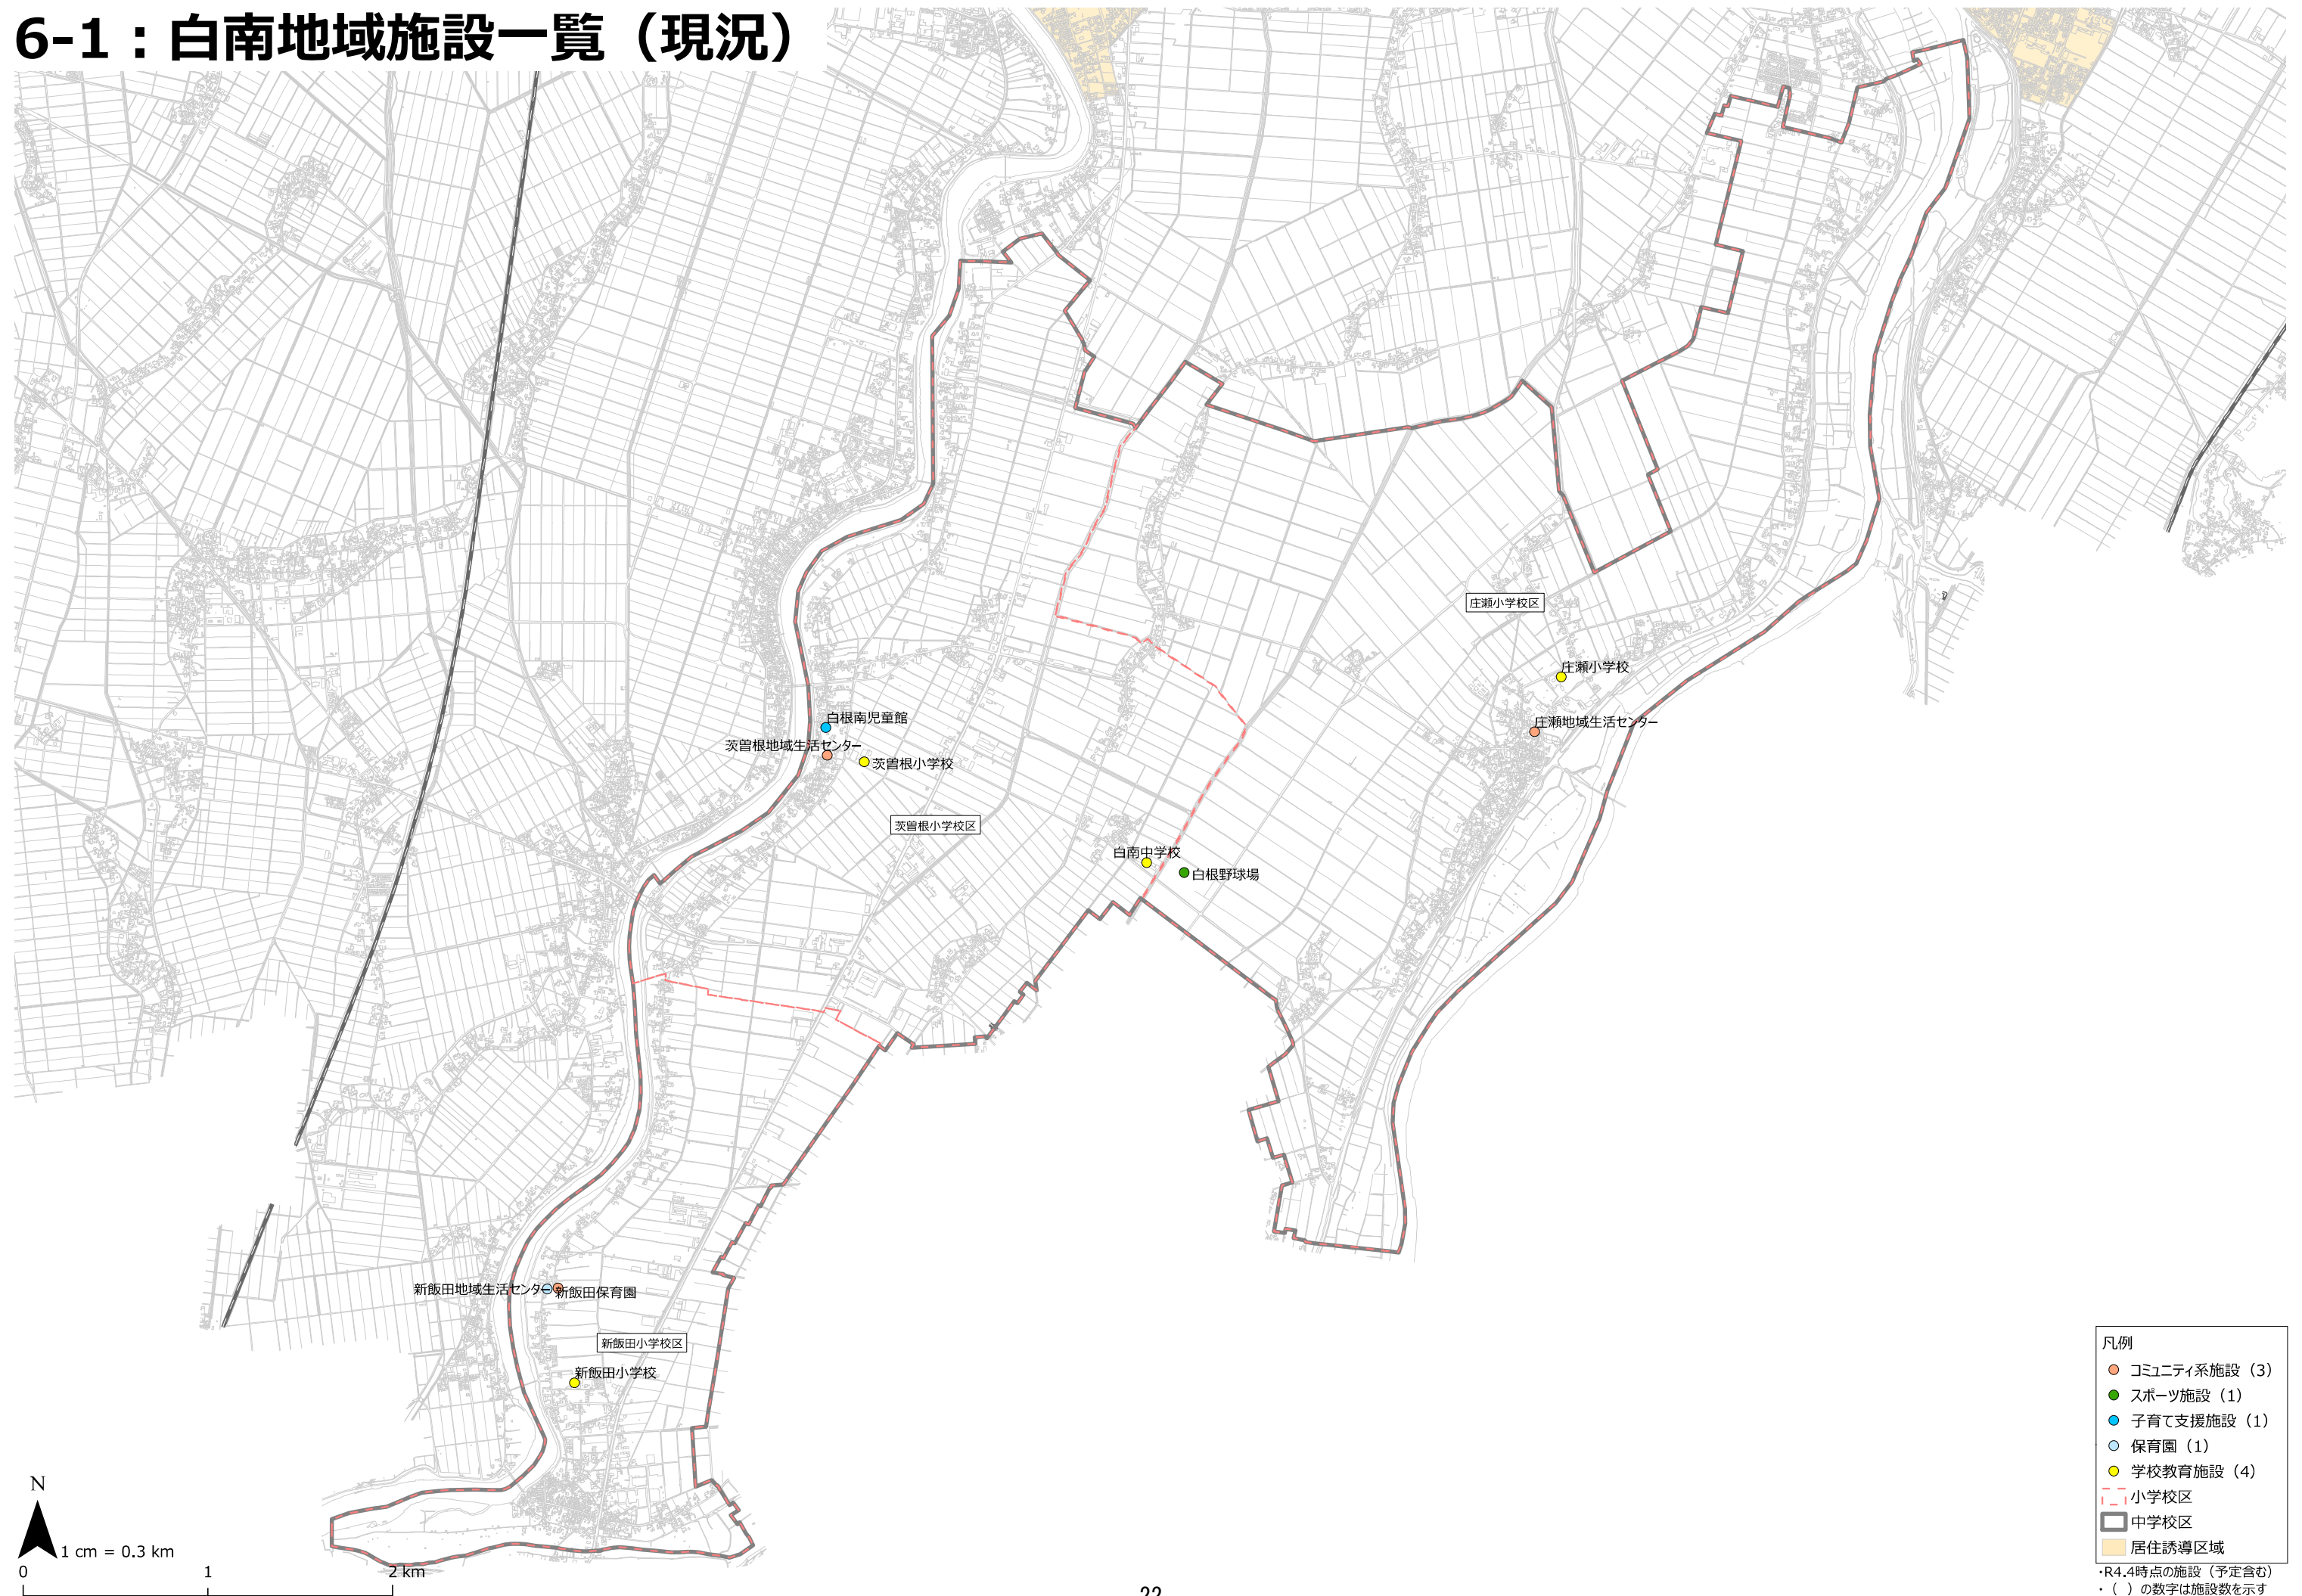 6-1：白南地域施設一覧（現況）
庄瀬小学校区
庄瀬小学校
白根南児童館
庄瀬地域生活センター
茨曽根地域生活センター
茨曽根小学校
茨曽根小学校区
白南中学校
白根野球場
新飯田地域生活センター
新飯田保育園
新飯田小学校区
新飯田小学校
凡例
コミュニティ系施設（3）
スポーツ施設（1）
子育て支援施設（1）
保育園（1）
学校教育施設（4）
小学校区
中学校区
居住誘導区域
・R4.4時点の施設（予定含む）
・（　）の数字は施設数を示す
N
1 cm = 0.3 km
0 1 2 km
22